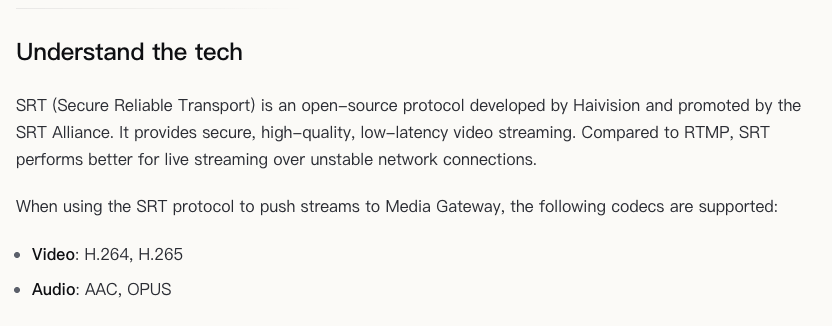 Understand the tech
SRT (Secure Reliable Transport) is an open-source protocol developed by Haivision and promoted by the
SRT Alliance. It provides secure, high-quality, low-latency video streaming. Compared to RTMP, SRT
performs better for live streaming over unstable network connections.
When using the SRT protocol to push streams to Media Gateway, the following codecs are supported:
• Video: H.264, H.265
• Audio: AAC, OPUS